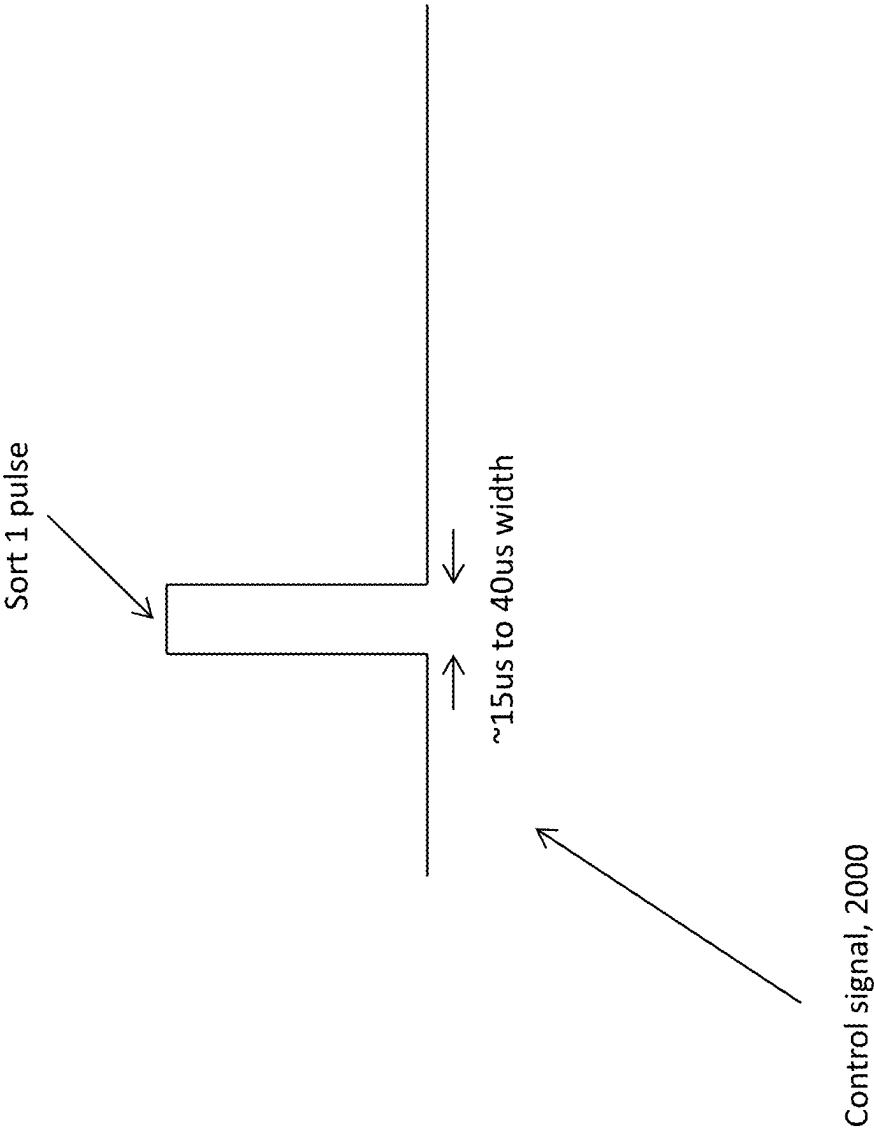 Sort 1 pulse
~15us to 40us width
Control signal, 2000